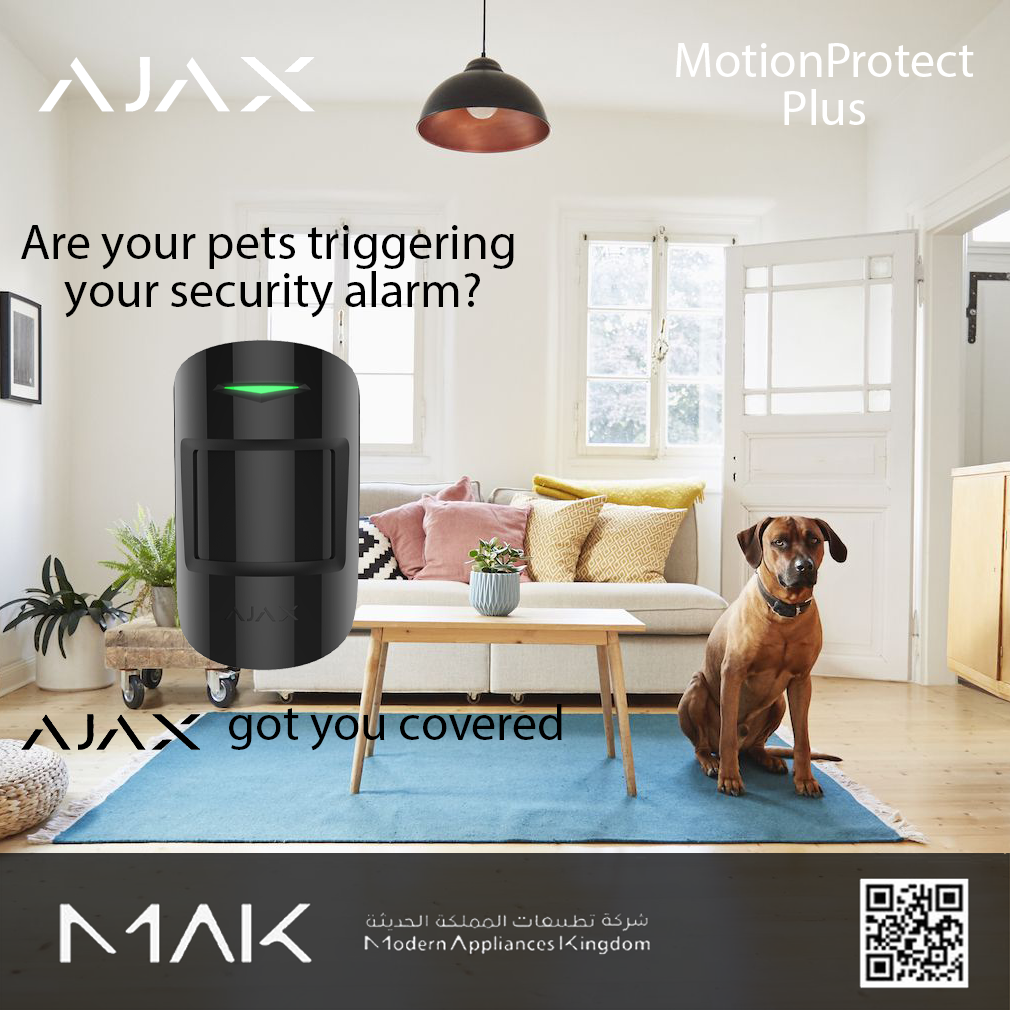 AJAX
MotionProtect
Plus
Are your pets triggering
your security alarm?
AJAX
AJAX got you covered
MAK
شركة تطبيقات المملكة الحديثة
Modern Appliances Kingdom